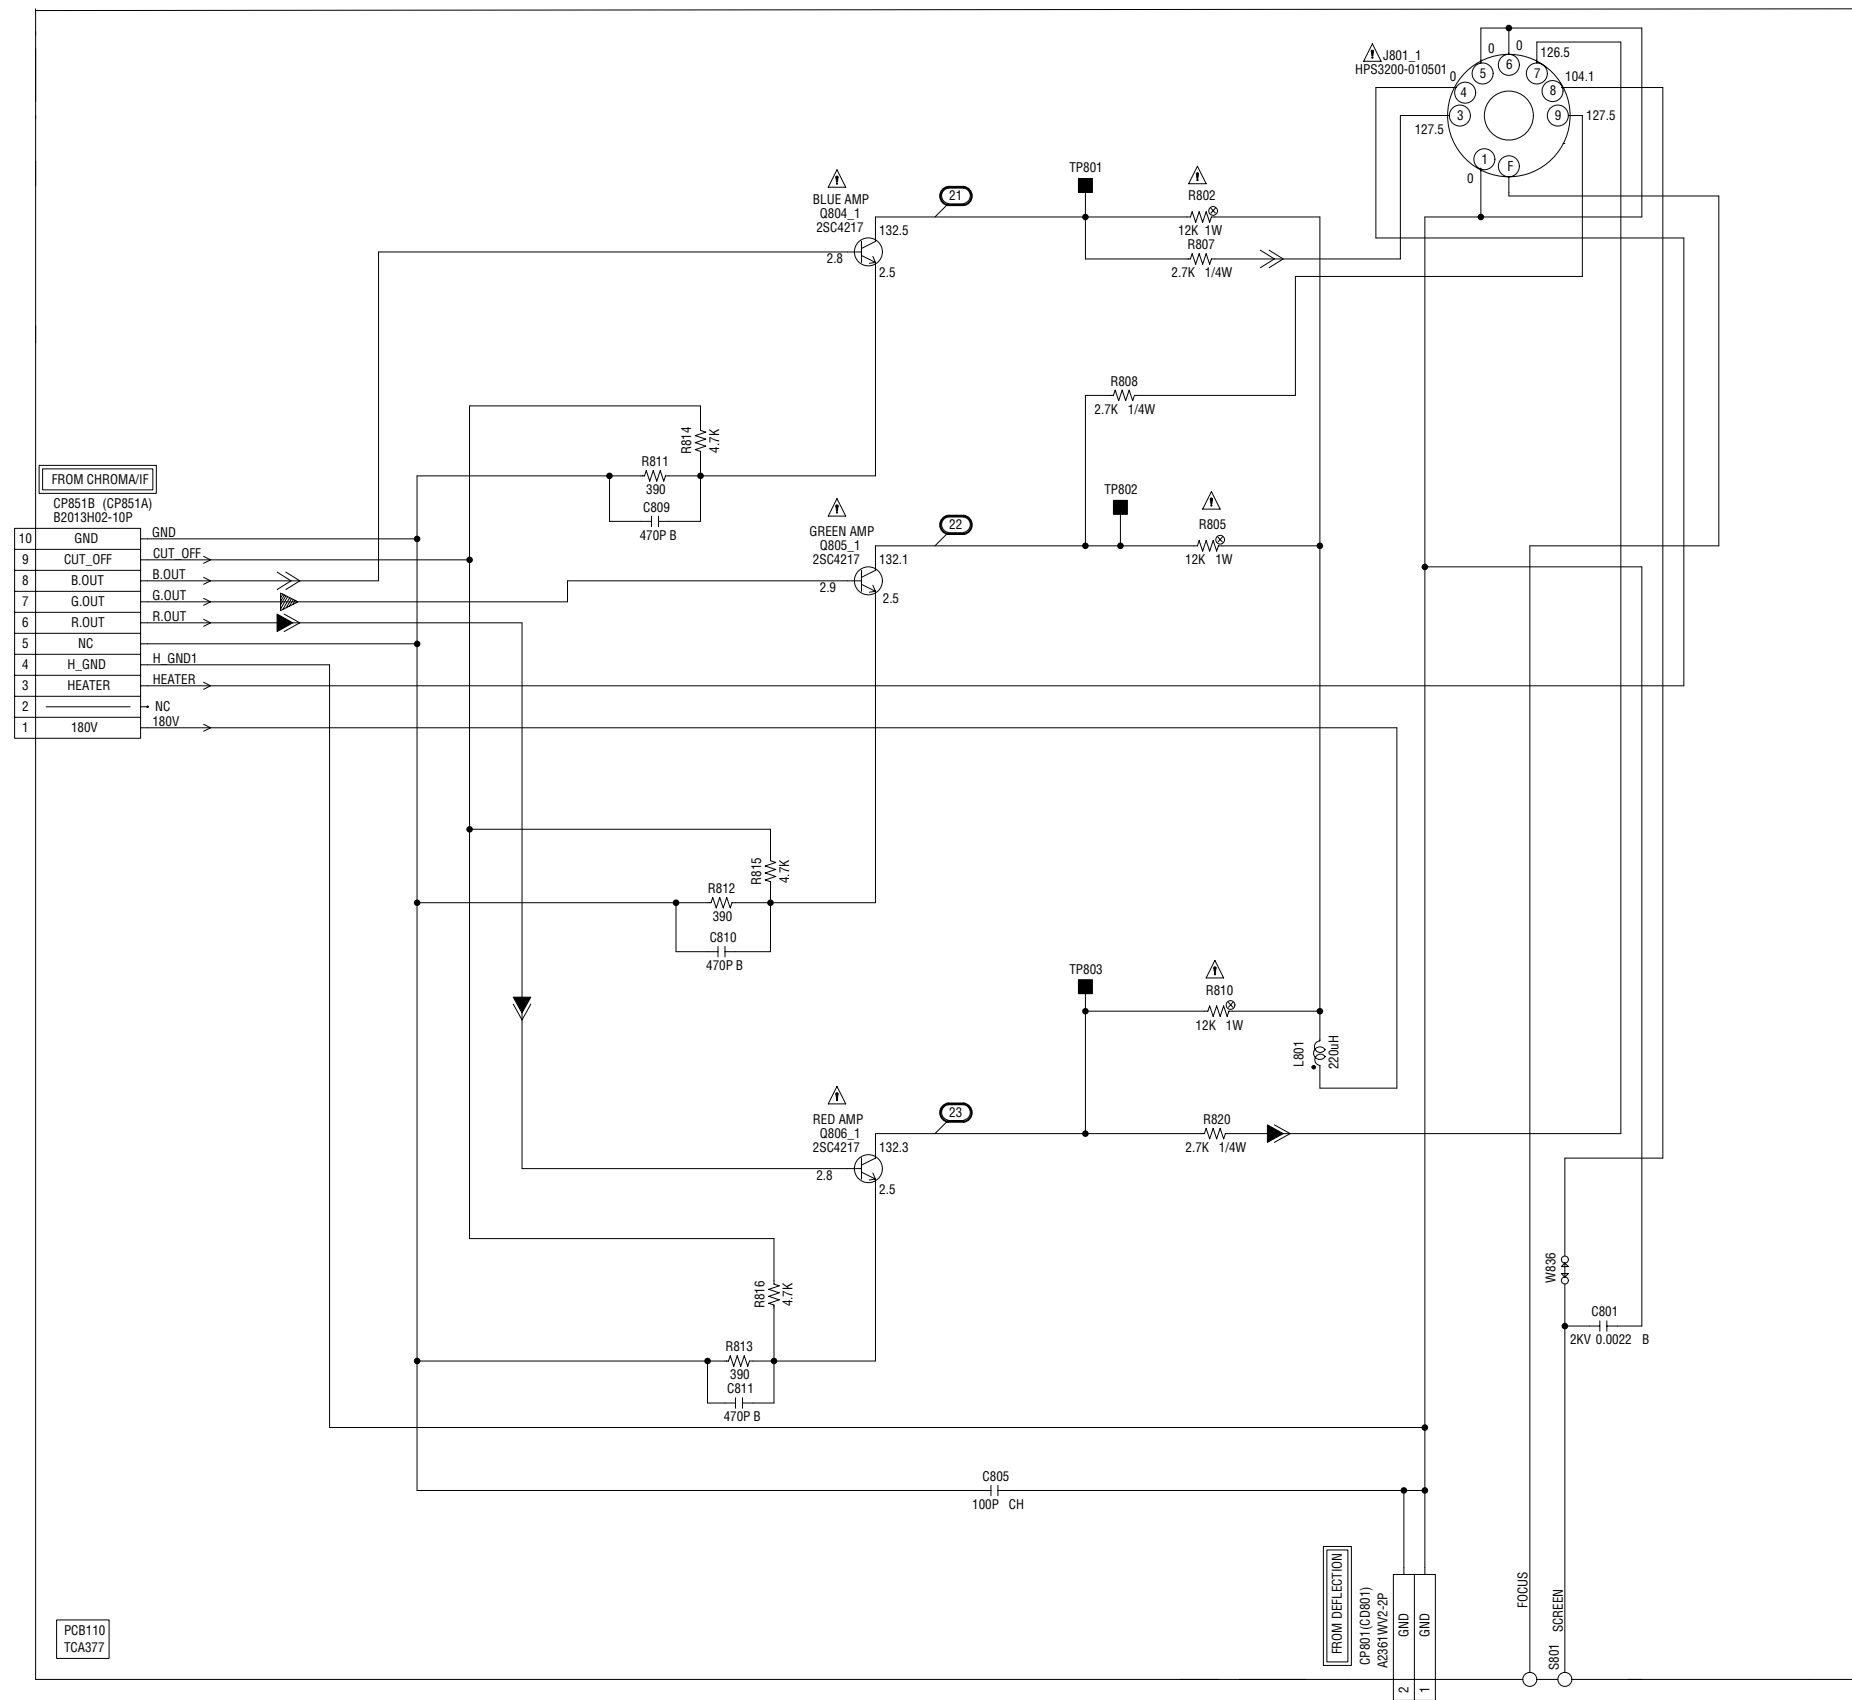 J801_1
HPS3200-010501
0
0
0
126.5
104.1
127.5
127.5
0
5
6
7
4
8
3
9
1
F
TP801
R802
12K 1W
R807
2.7K 1/4W
BLUE AMP
Q804_1
2SC4217
21
132.5
2.8
2.5
R808
2.7K 1/4W
R814
4.7K
R811
390
C809
470P B
FROM CHROMA/IF
CP851B (CP851A)
B2013H02-10P
10 GND GND
9 CUT_OFF CUT_OFF
8 B.OUT B.OUT
7 G.OUT G.OUT
6 R.OUT R.OUT
5 NC
4 H_GND H_GND1
3 HEATER HEATER
2 NC
1 180V 180V
GREEN AMP
Q805_1
2SC4217
22
132.1
2.9
2.5
TP802
R805
12K 1W
R815
4.7K
R812
390
C810
470P B
TP803
R810
12K 1W
L801
220uH
RED AMP
Q806_1
2SC4217
23
132.3
2.8
2.5
R820
2.7K 1/4W
R816
4.7K
R813
390
C811
470P B
W836
C801
2KV 0.0022 B
C805
100P CH
FROM DEFLECTION
CP801(CD801)
A2361WV2-2P
2 GND
1 GND
FOCUS
S801 SCREEN
PCB110
TCA377